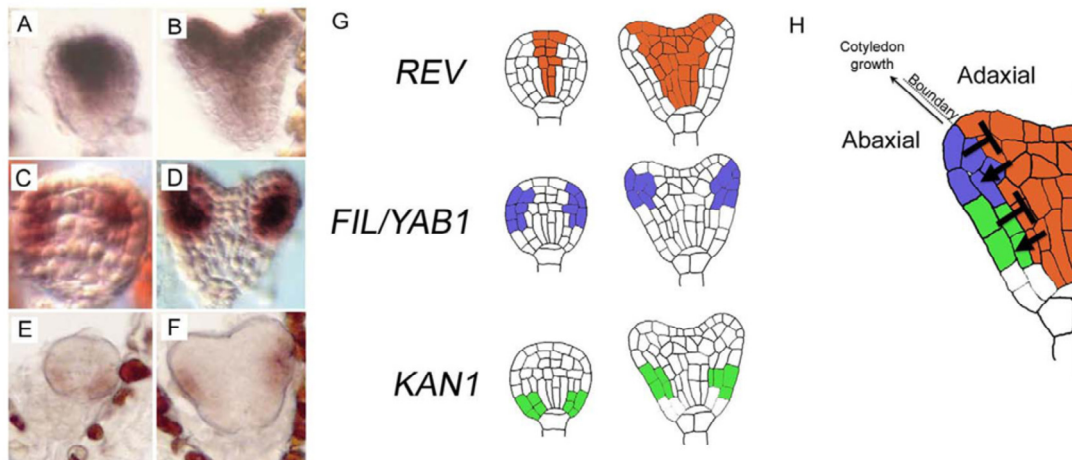 A
B
C
D
E
F
G
REV
FIL/YAB1
KAN1
H
Cotyledon
growth
Boundary
Adaxial
Abaxial